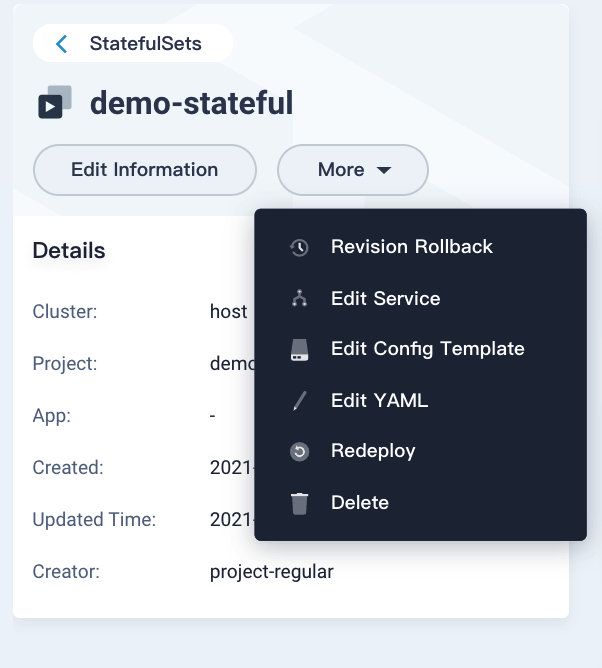 StatefulSets
demo-stateful
Edit Information
More
Details
Revision Rollback
Edit Service
Edit Config Template
Edit YAML
Redeploy
Delete
Cluster: host
Project: demo
App: -
Created: 2021-
Updated Time: 2021-
Creator: project-regular